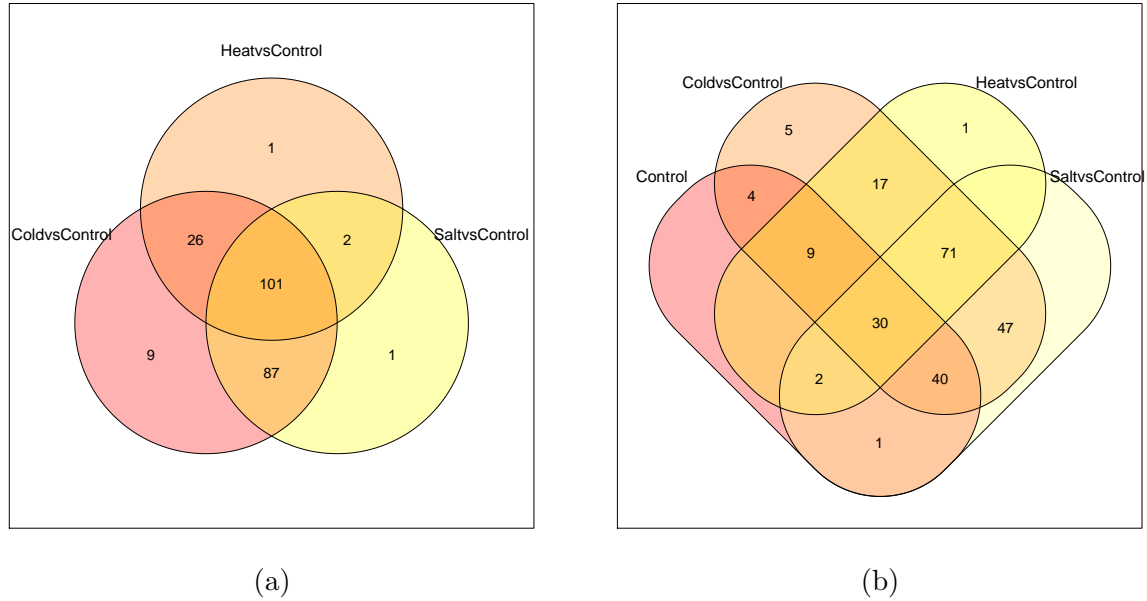 HeatvsControl
1
ColdvsControl
26
2
SaltvsControl
101
9
87
1
(a)
ColdvsControl
HeatvsControl
5
1
Control
4
17
SaltvsControl
9
71
30
47
2
40
1
(b)